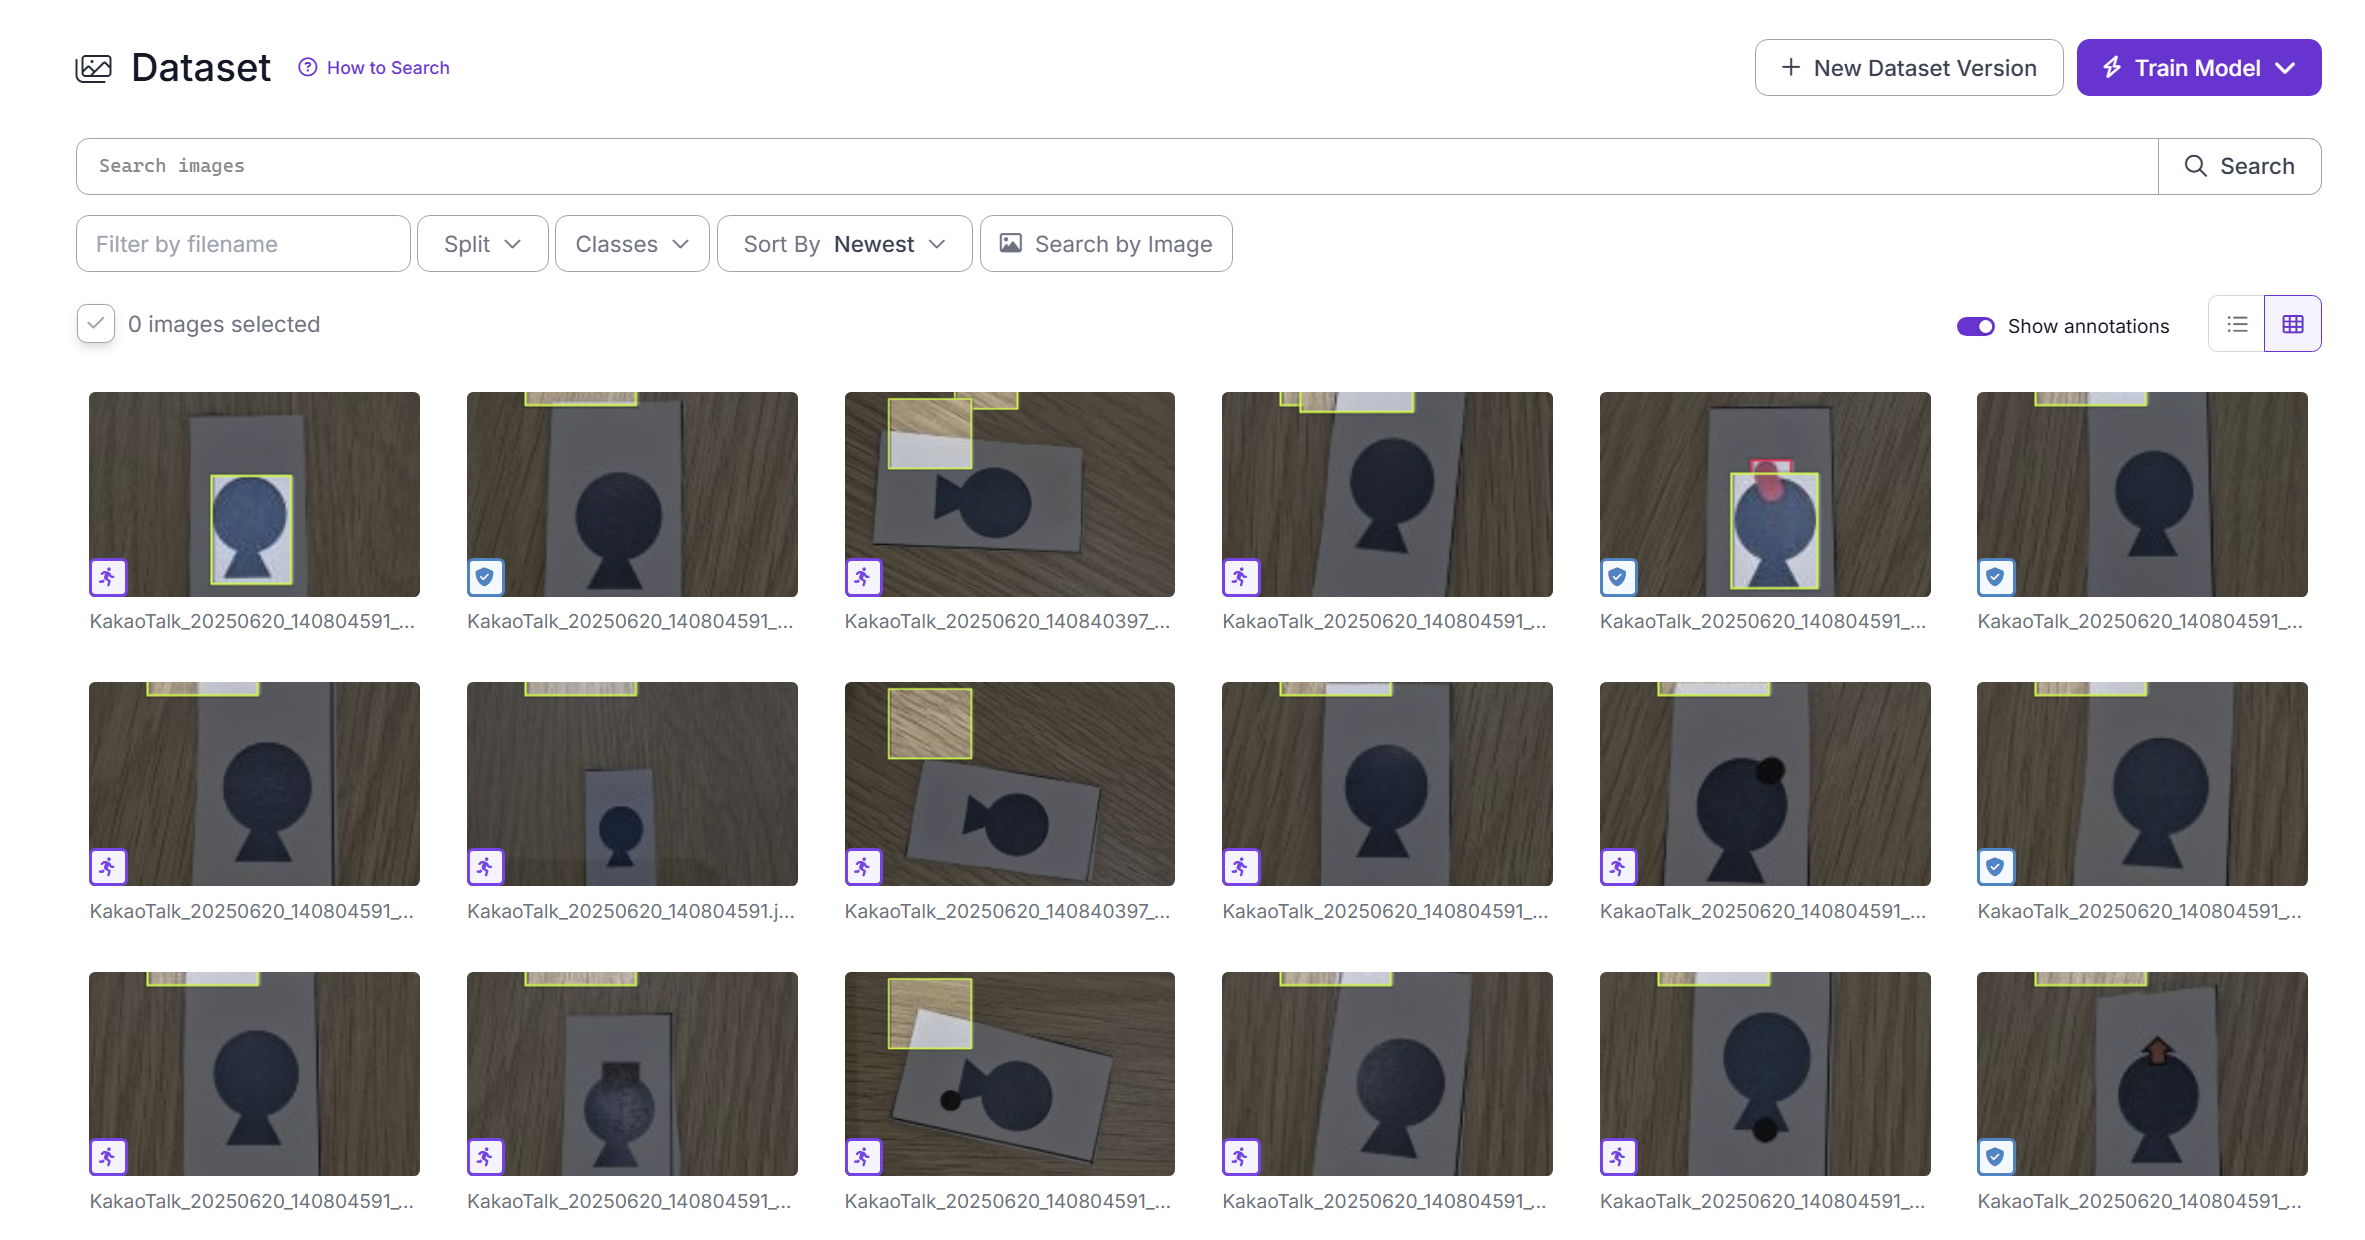 Dataset
How to Search
New Dataset Version
Train Model
Search images
Search
Filter by filename
Split
Classes
Sort By Newest
Search by Image
0 images selected
Show annotations
KakaoTalk_20250620_140804591_...
KakaoTalk_20250620_140804591_...
KakaoTalk_20250620_140840397_...
KakaoTalk_20250620_140804591_...
KakaoTalk_20250620_140804591_...
KakaoTalk_20250620_140804591_...
KakaoTalk_20250620_140804591_...
KakaoTalk_20250620_140804591.j...
KakaoTalk_20250620_140840397_...
KakaoTalk_20250620_140804591_...
KakaoTalk_20250620_140804591_...
KakaoTalk_20250620_140804591_...
KakaoTalk_20250620_140804591_...
KakaoTalk_20250620_140804591_...
KakaoTalk_20250620_140804591_...
KakaoTalk_20250620_140804591_...
KakaoTalk_20250620_140804591_...
KakaoTalk_20250620_140804591_...